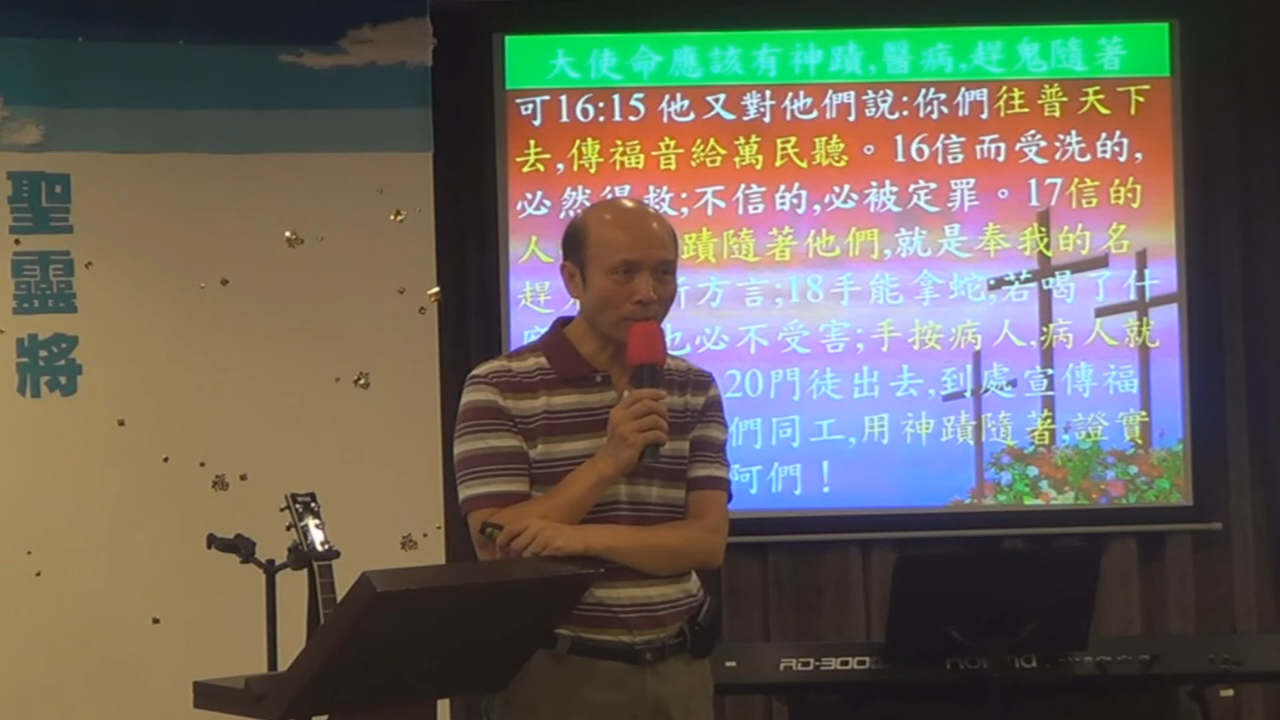 聖靈將
大使命應該有神蹟,醫病,趕鬼隨著
可16:15 他又對他們說:你們往普天下
去,傳福音給萬民聽。16信而受洗的,
必然得救;不信的,必被定罪。17信的
人 蹟隨著他們,就是奉我的名
趕 方言;18手能拿蛇;若喝了什
也必不受害;手按病人,病人就
20門徒出去,到處宣傳福
們同工,用神蹟隨著,證實
阿們!
福
RD-300
Roland